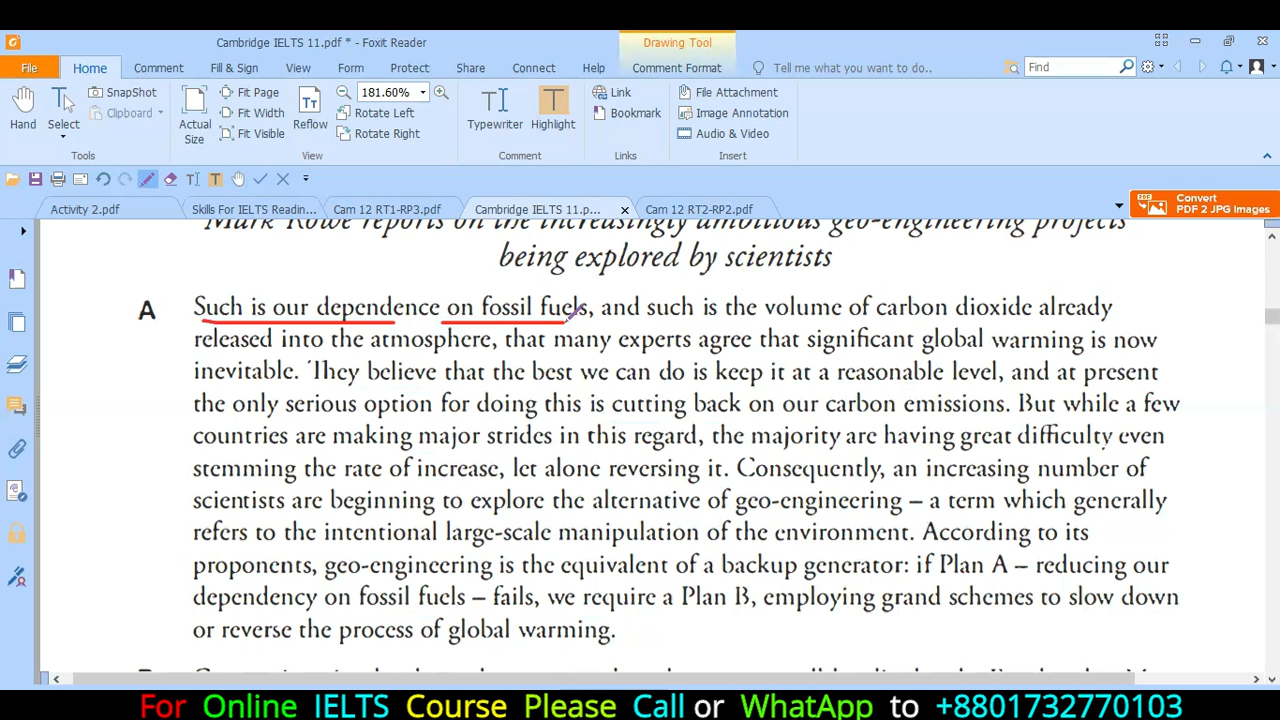 Cambridge IELTS 11.pdf * - Foxit Reader
Drawing Tool
File Home Comment Fill & Sign View Form Protect Share Connect Help Comment Format Tell me what you want to do.. Find
Hand Select SnapShot Clipboard Actual Size Fit Page Fit Width Fit Visible Reflow 181.60% Rotate Left Rotate Right Typewriter Highlight Link Bookmark File Attachment Image Annotation Audio & Video
Tools View Comment Links Insert
Activity 2.pdf Skills For IELTS Readin... Cam 12 RT1-RP3.pdf Cambridge IELTS 11.p... Cam 12 RT2-RP2.pdf
Convert
PDF 2 JPG Images
Mark Rowe reports on the increasingly ambitious geo-engineering projects
being explored by scientists
A Such is our dependence on fossil fuels, and such is the volume of carbon dioxide already
released into the atmosphere, that many experts agree that significant global warming is now
inevitable. They believe that the best we can do is keep it at a reasonable level, and at present
the only serious option for doing this is cutting back on our carbon emissions. But while a few
countries are making major strides in this regard, the majority are having great difficulty even
stemming the rate of increase, let alone reversing it. Consequently, an increasing number of
scientists are beginning to explore the alternative of geo-engineering – a term which generally
refers to the intentional large-scale manipulation of the environment. According to its
proponents, geo-engineering is the equivalent of a backup generator: if Plan A – reducing our
dependency on fossil fuels – fails, we require a Plan B, employing grand schemes to slow down
or reverse the process of global warming.
For Online IELTS Course Please Call or WhatApp to +8801732770103